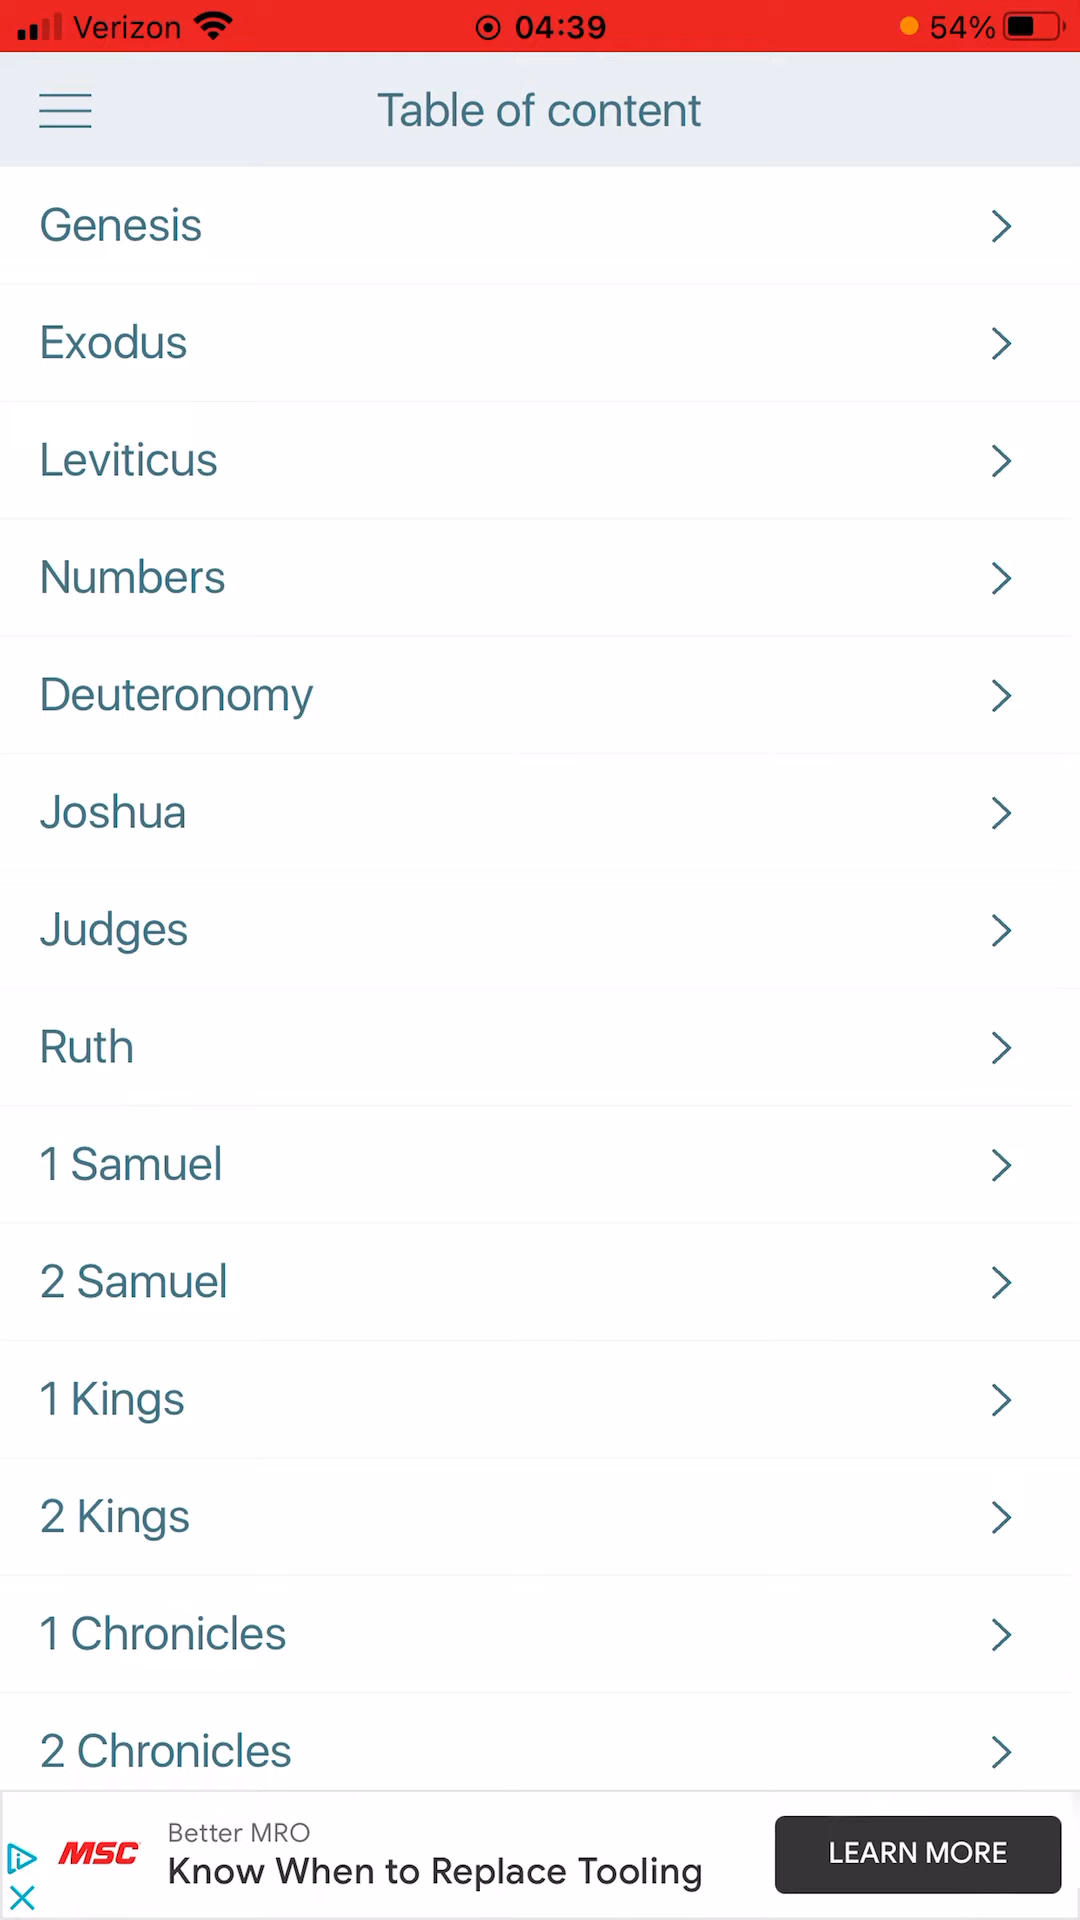 Verizon 04:39 54%
Table of content
Genesis
Exodus
Leviticus
Numbers
Deuteronomy
Joshua
Judges
Ruth
1 Samuel
2 Samuel
1 Kings
2 Kings
1 Chronicles
2 Chronicles
Better MRO
MSC
Know When to Replace Tooling
LEARN MORE